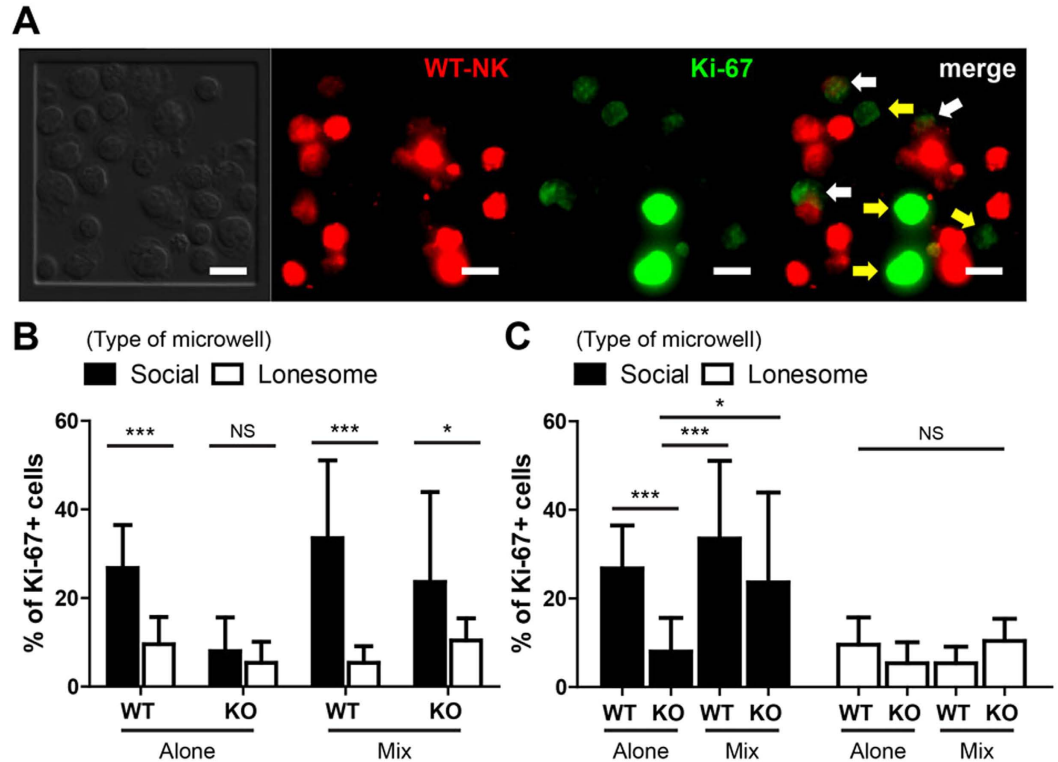 A
WT-NK Ki-67 merge
B
(Type of microwell)
Social Lonesome
% of Ki-67+ cells
60
40
20
0
*** NS *** *
WT KO WT KO
Alone Mix
C
(Type of microwell)
Social Lonesome
% of Ki-67+ cells
60
40
20
0
*
***
***
NS
WT KO WT KO WT KO WT KO
Alone Mix Alone Mix